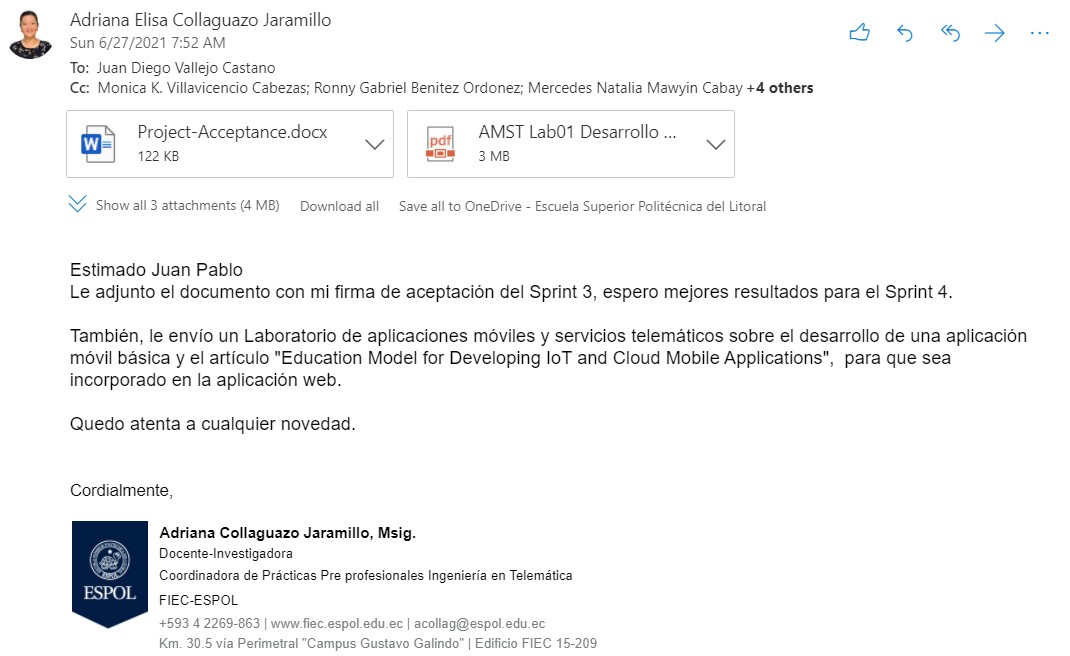 Adriana Elisa Collaguazo Jaramillo
Sun 6/27/2021 7:52 AM
To: Juan Diego Vallejo Castano
Cc: Monica K. Villavicencio Cabezas; Ronny Gabriel Benitez Ordonez; Mercedes Natalia Mawyin Cabay +4 others
Project-Acceptance.docx
122 KB
AMST Lab01 Desarrollo ...
3 MB
Show all 3 attachments (4 MB) Download all Save all to OneDrive - Escuela Superior Politécnica del Litoral
Estimado Juan Pablo
Le adjunto el documento con mi firma de aceptación del Sprint 3, espero mejores resultados para el Sprint 4.
También, le envío un Laboratorio de aplicaciones móviles y servicios telemáticos sobre el desarrollo de una aplicación
móvil básica y el artículo "Education Model for Developing IoT and Cloud Mobile Applications", para que sea
incorporado en la aplicación web.
Quedo atenta a cualquier novedad.
Cordialmente,
ESPOL
Adriana Collaguazo Jaramillo, Msig.
Docente-Investigadora
Coordinadora de Prácticas Pre profesionales Ingeniería en Telemática
FIEC-ESPOL
+593 4 2269-863 | www.fiec.espol.edu.ec | acollag@espol.edu.ec
Km. 30.5 vía Perimetral "Campus Gustavo Galindo" | Edificio FIEC 15-209